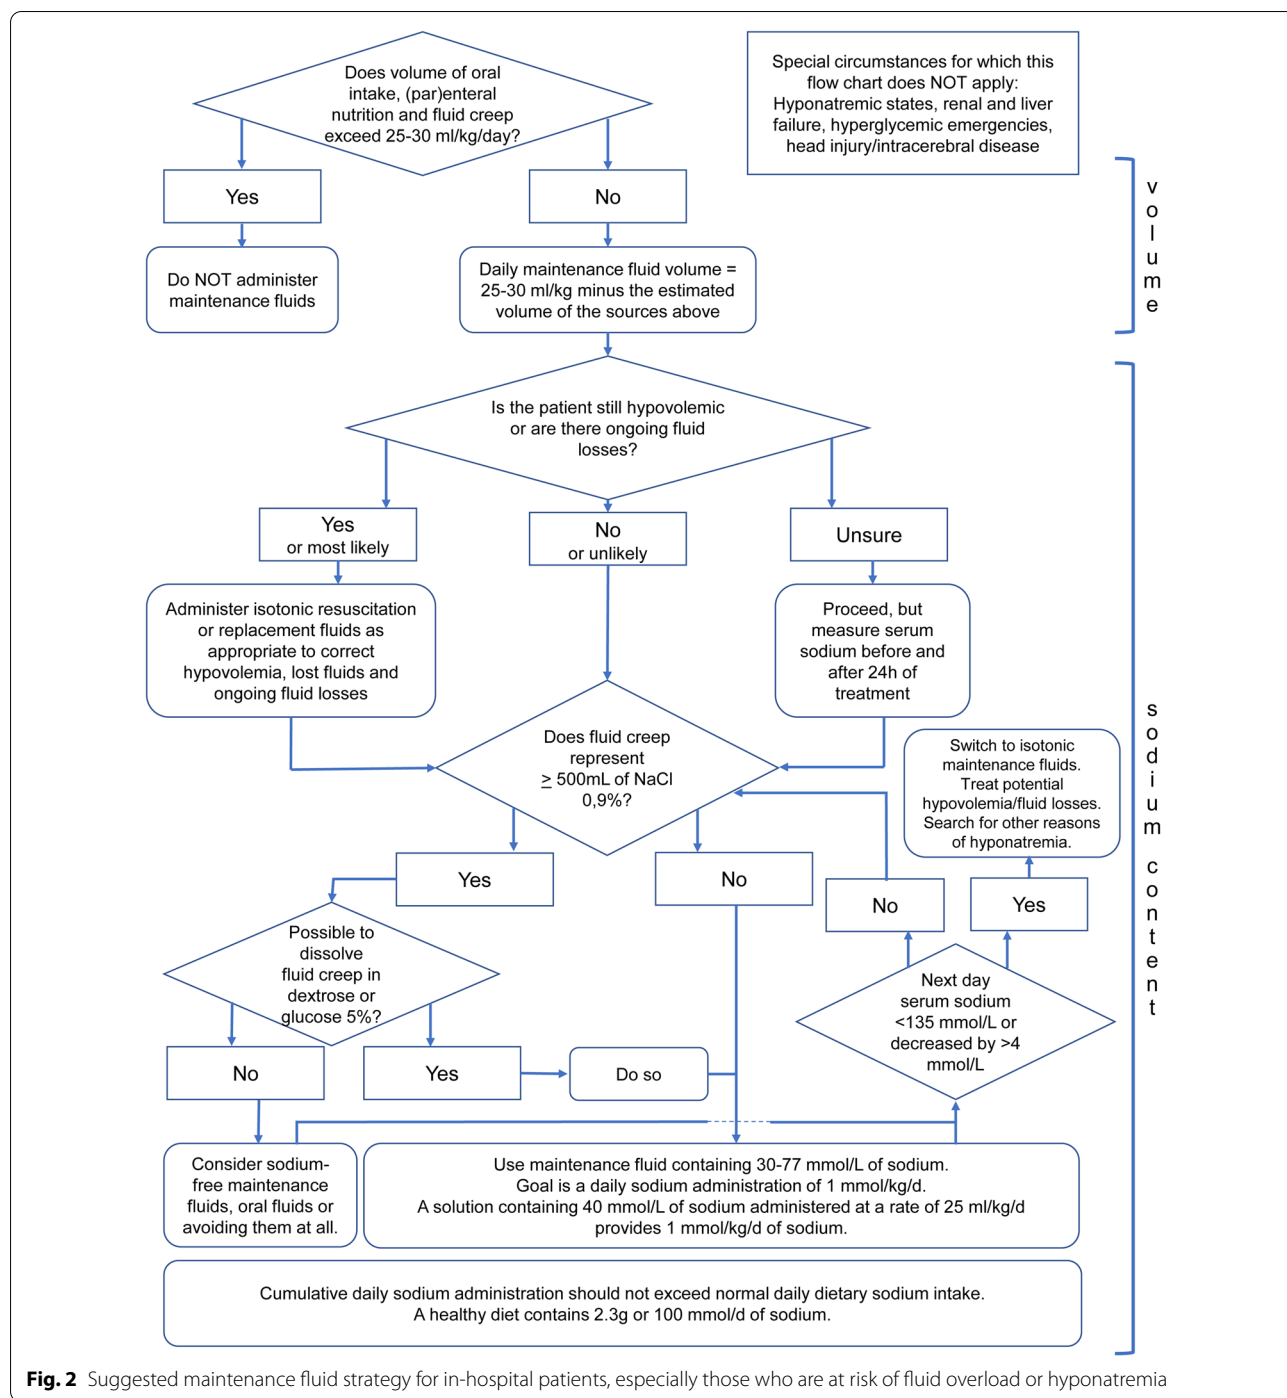 Does volume of oral
intake, (par)enteral
nutrition and fluid creep
exceed 25-30 ml/kg/day?
Special circumstances for which this
flow chart does NOT apply:
Hyponatremic states, renal and liver
failure, hyperglycemic emergencies,
head injury/intracerebral disease
Yes
No
Do NOT administer
maintenance fluids
Daily maintenance fluid volume =
25-30 ml/kg minus the estimated
volume of the sources above
volume
Is the patient still hypovolemic
or are there ongoing fluid
losses?
Yes
or most likely
No
or unlikely
Unsure
Administer isotonic resuscitation
or replacement fluids as
appropriate to correct
hypovolemia, lost fluids and
ongoing fluid losses
Proceed, but
measure serum
sodium before and
after 24h of
treatment
Does fluid creep
represent
≥ 500mL of NaCl
0,9%?
Switch to isotonic
maintenance fluids.
Treat potential
hypovolemia/fluid losses.
Search for other reasons
of hyponatremia.
sodium content
Yes
No
No
Yes
Possible to
dissolve
fluid creep in
dextrose or
glucose 5%?
Next day
serum sodium
<135 mmol/L or
decreased by >4
mmol/L
No
Yes
Do so
Consider sodium-
free maintenance
fluids, oral fluids or
avoiding them at all.
Use maintenance fluid containing 30-77 mmol/L of sodium.
Goal is a daily sodium administration of 1 mmol/kg/d.
A solution containing 40 mmol/L of sodium administered at a rate of 25 ml/kg/d
provides 1 mmol/kg/d of sodium.
Cumulative daily sodium administration should not exceed normal daily dietary sodium intake.
A healthy diet contains 2.3g or 100 mmol/d of sodium.
Fig. 2 Suggested maintenance fluid strategy for in-hospital patients, especially those who are at risk of fluid overload or hyponatremia